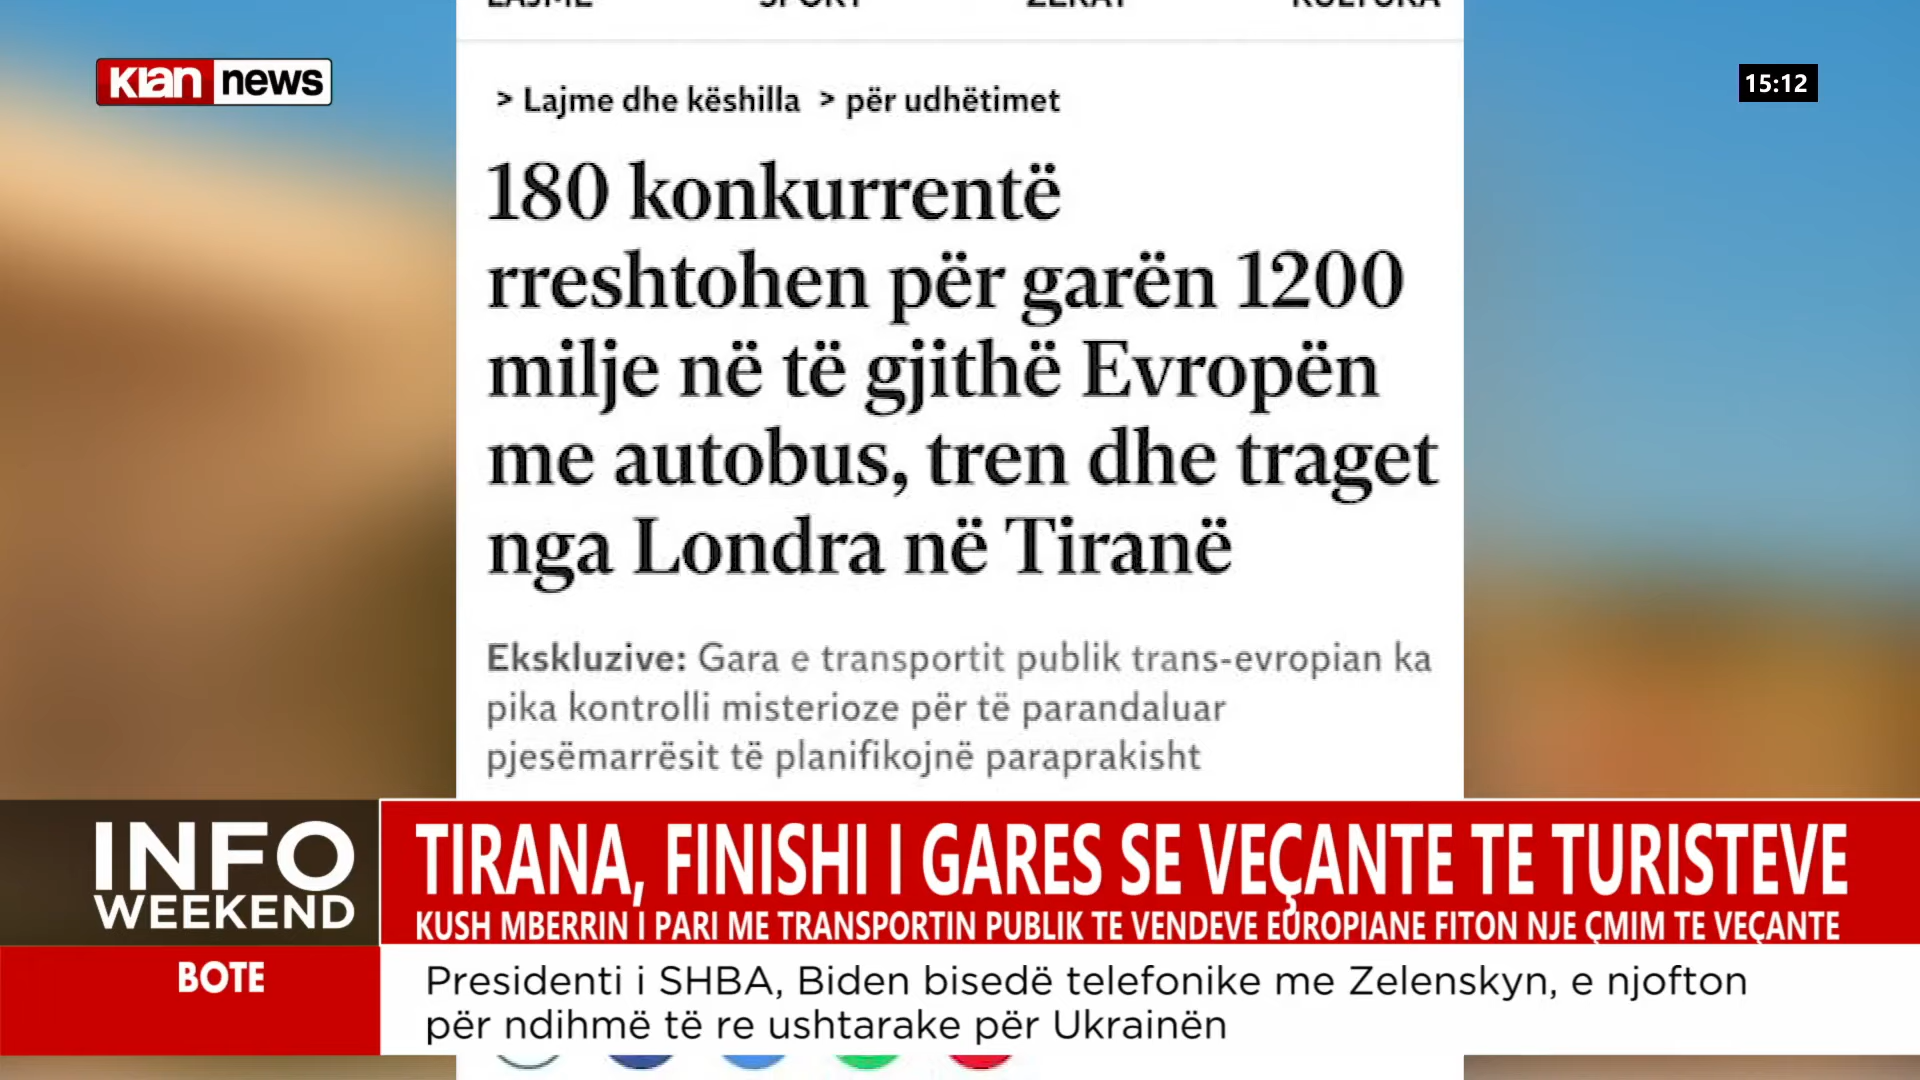 LAJME SPORT ZËRAT KULTURA
Klan news
15:12
> Lajme dhe këshilla > për udhëtimet
180 konkurrentë
rreshtohen për garën 1200
milje në të gjithë Evropën
me autobus, tren dhe traget
nga Londra në Tiranë
Ekskluzive: Gara e transportit publik trans-evropian ka
pika kontrolli misterioze për të parandaluar
pjesëmarrësit të planifikojnë paraprakisht
INFO
WEEKEND
TIRANA, FINISHI I GARES SE VEÇANTE TE TURISTEVE
KUSH MBERRIN I PARI ME TRANSPORTIN PUBLIK TE VENDEVE EUROPIANE FITON NJE ÇMIM TE VEÇANTE
BOTE
Presidenti i SHBA, Biden bisedë telefonike me Zelenskyn, e njofton
për ndihmë të re ushtarake për Ukrainën